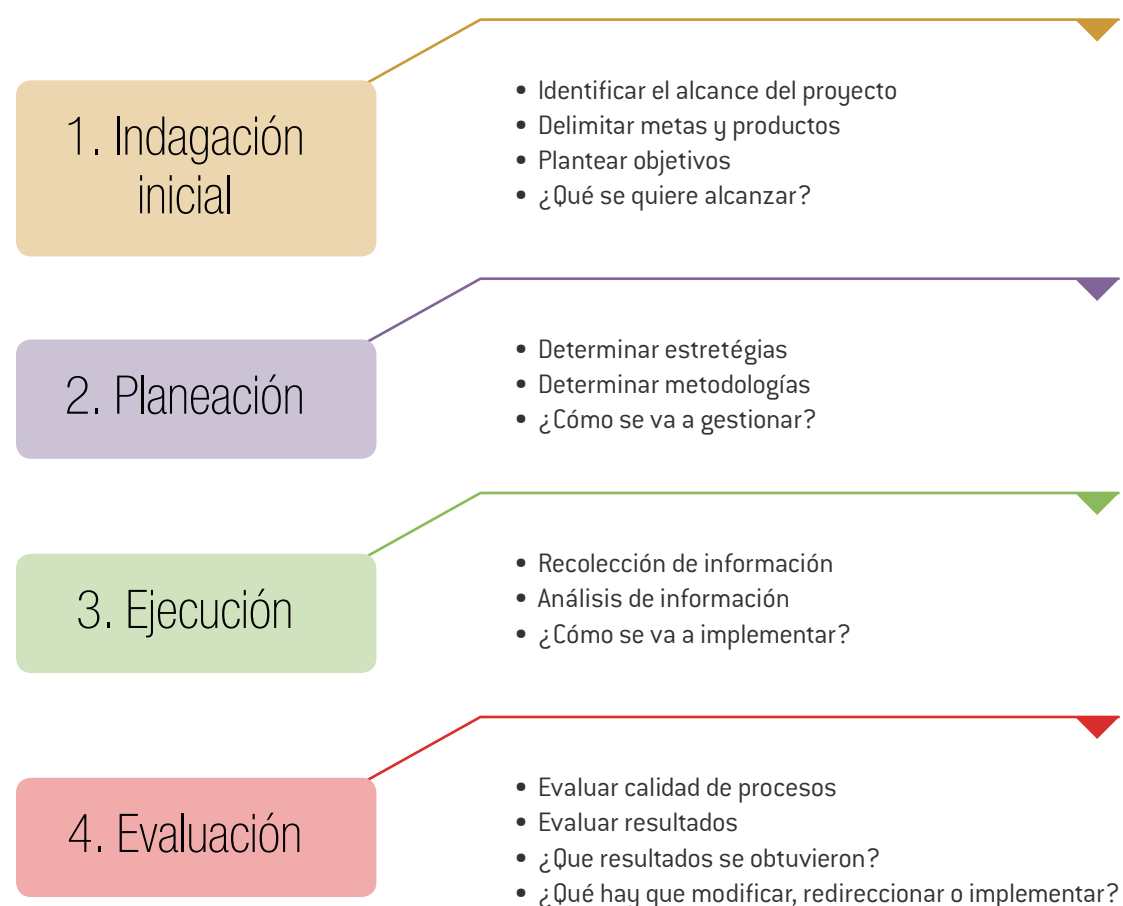 1. Indagación
inicial
• Identificar el alcance del proyecto
• Delimitar metas y productos
• Plantear objetivos
• ¿Qué se quiere alcanzar?
2. Planeación
• Determinar estretégias
• Determinar metodologías
• ¿Cómo se va a gestionar?
3. Ejecución
• Recolección de información
• Análisis de información
• ¿Cómo se va a implementar?
4. Evaluación
• Evaluar calidad de procesos
• Evaluar resultados
• ¿Que resultados se obtuvieron?
• ¿Qué hay que modificar, redireccionar o implementar?